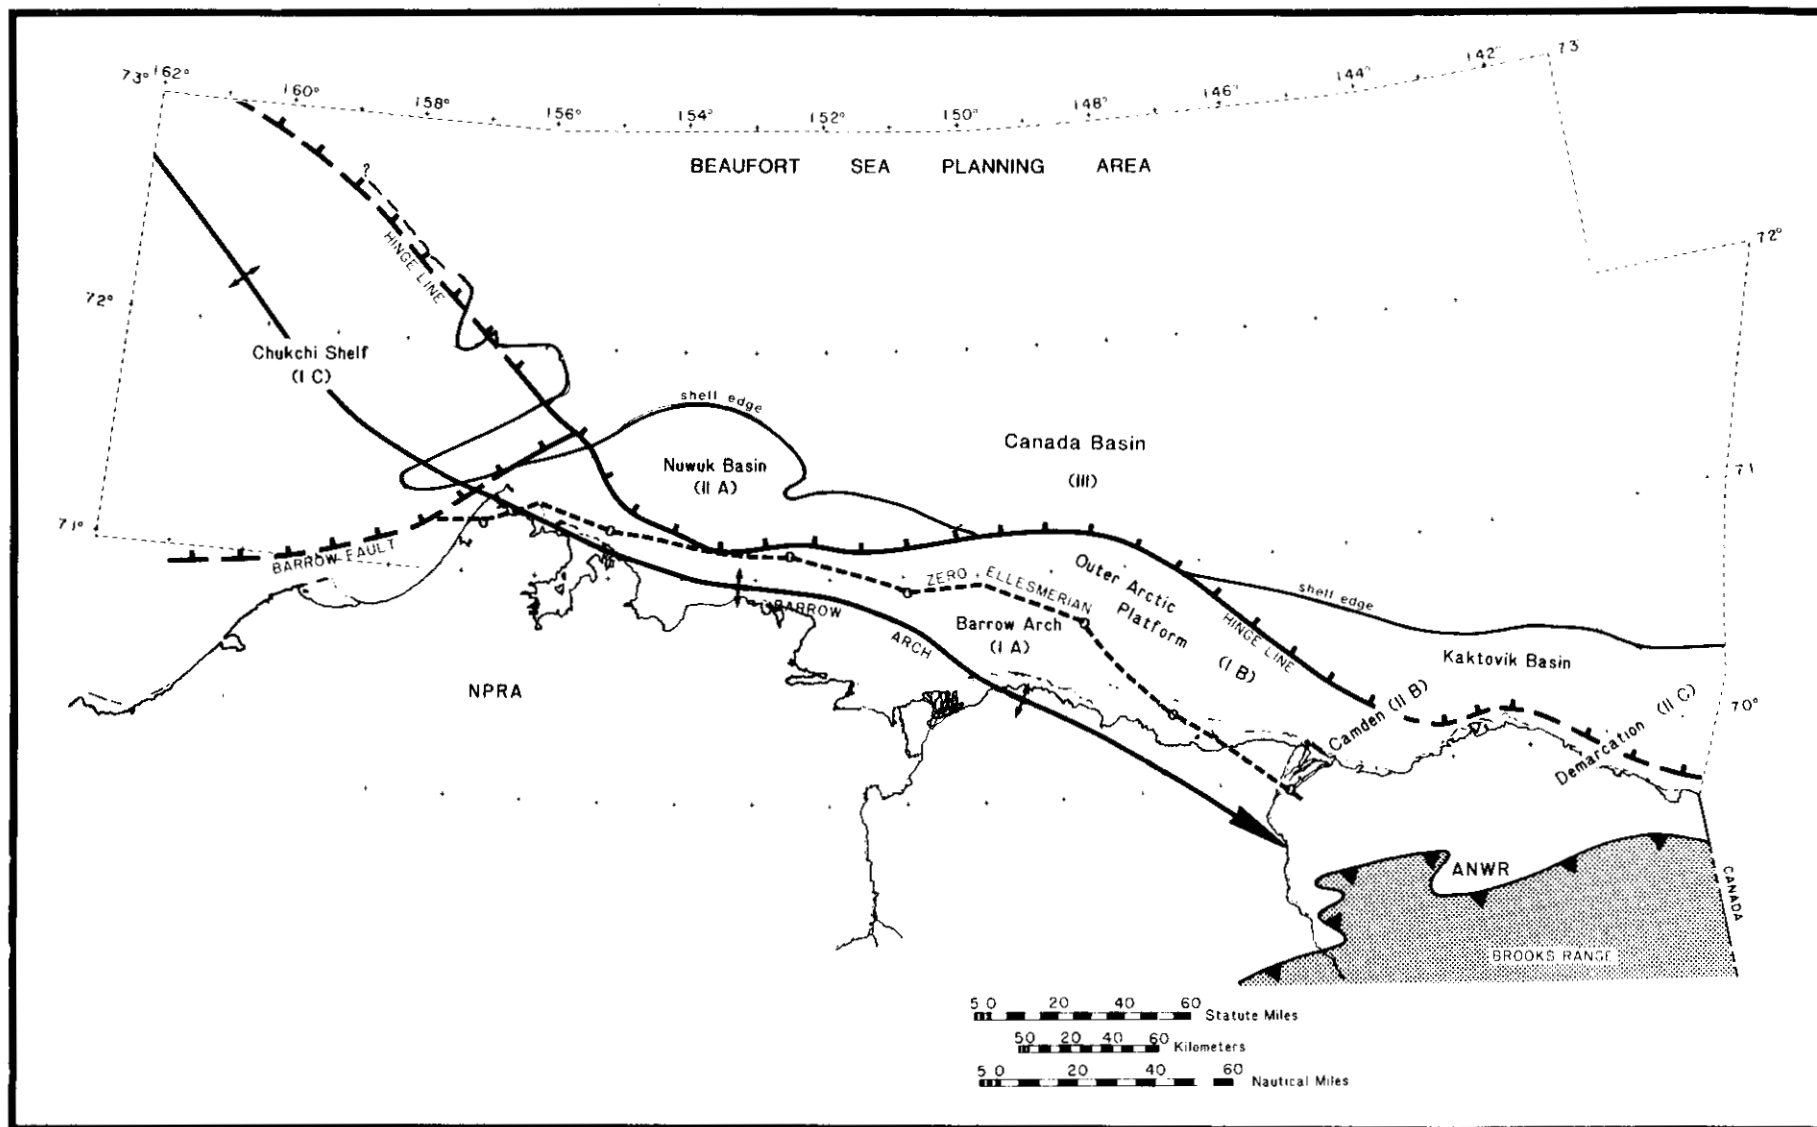 73° 162° 160° 158° 156° 154° 152° 150° 148° 146° 144° 142° 73
BEAUFORT SEA PLANNING AREA
?
HINGE LINE
72°
72°
Chukchi Shelf
(I C)
shelf edge
Canada Basin
(III)
Nuwuk Basin
(II A)
71
71°
BARROW FAULT
ZERO ELLESMERIAN
Outer Arctic
Platform
(I B)
HINGE LINE
shelf edge
BARROW ARCH
Barrow Arch
(I A)
Kaktovik Basin
NPRA
Camden (II B)
Demarcation (II C)
70°
ANWR
CANADA
BROOKS RANGE
5 0 20 40 60 Statute Miles
50 20 40 60 Kilometers
5 0 20 40 60 Nautical Miles